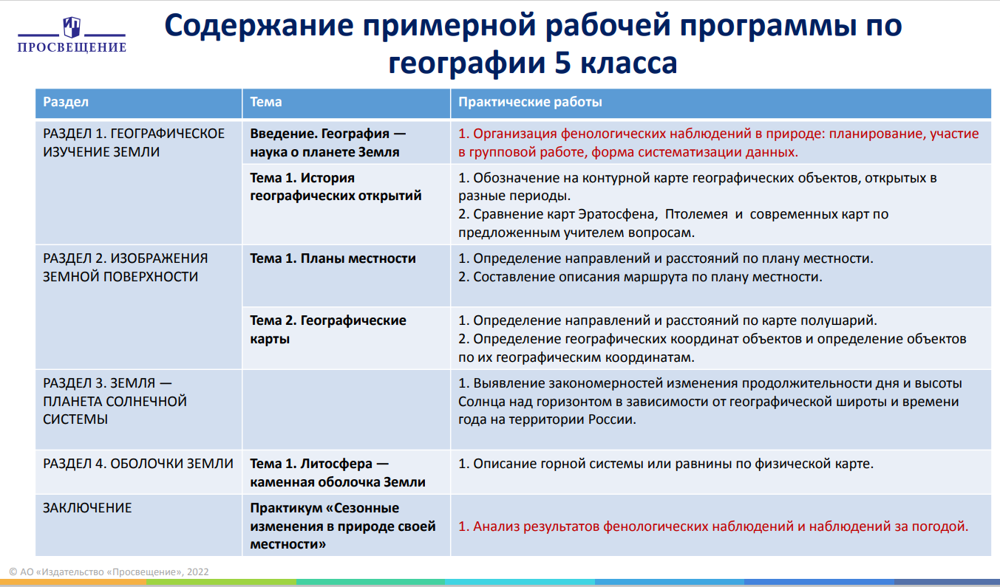 ПРОСВЕЩЕНИЕ
Содержание примерной рабочей программы по
географии 5 класса
Раздел
Тема
Практические работы
РАЗДЕЛ 1. ГЕОГРАФИЧЕСКОЕ
ИЗУЧЕНИЕ ЗЕМЛИ
Введение. География —
наука о планете Земля
1. Организация фенологических наблюдений в природе: планирование, участие
в групповой работе, форма систематизации данных.
Тема 1. История
географических открытий
1. Обозначение на контурной карте географических объектов, открытых в
разные периоды.
2. Сравнение карт Эратосфена, Птолемея и современных карт по
предложенным учителем вопросам.
РАЗДЕЛ 2. ИЗОБРАЖЕНИЯ
ЗЕМНОЙ ПОВЕРХНОСТИ
Тема 1. Планы местности
1. Определение направлений и расстояний по плану местности.
2. Составление описания маршрута по плану местности.
Тема 2. Географические
карты
1. Определение направлений и расстояний по карте полушарий.
2. Определение географических координат объектов и определение объектов
по их географическим координатам.
РАЗДЕЛ 3. ЗЕМЛЯ —
ПЛАНЕТА СОЛНЕЧНОЙ
СИСТЕМЫ
1. Выявление закономерностей изменения продолжительности дня и высоты
Солнца над горизонтом в зависимости от географической широты и времени
года на территории России.
РАЗДЕЛ 4. ОБОЛОЧКИ ЗЕМЛИ
Тема 1. Литосфера —
каменная оболочка Земли
1. Описание горной системы или равнины по физической карте.
ЗАКЛЮЧЕНИЕ
Практикум «Сезонные
изменения в природе своей
местности»
1. Анализ результатов фенологических наблюдений и наблюдений за погодой.
© АО «Издательство «Просвещение», 2022